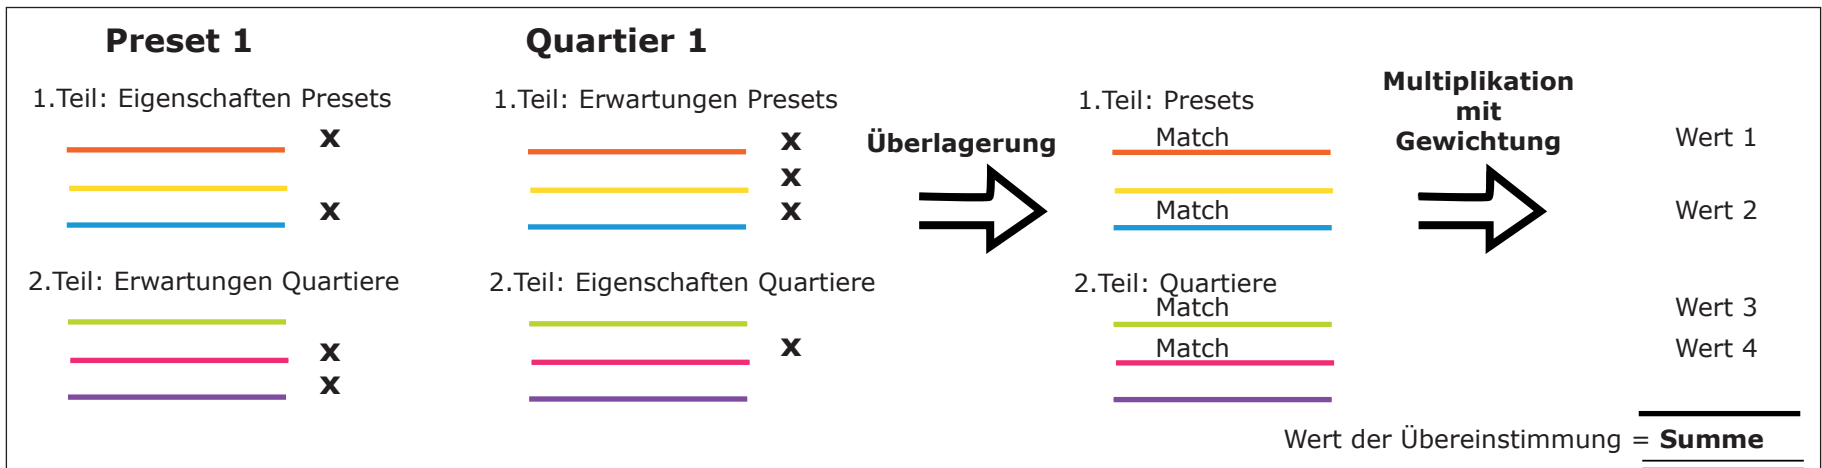 Preset 1
Quartier 1
1.Teil: Eigenschaften Presets
x
x
2.Teil: Erwartungen Quartiere
x
x
1.Teil: Erwartungen Presets
x
x
x
2.Teil: Eigenschaften Quartiere
x
Überlagerung
1.Teil: Presets
Match
Match
2.Teil: Quartiere
Match
Match
Multiplikation
mit
Gewichtung
Wert 1
Wert 2
Wert 3
Wert 4
Wert der Übereinstimmung = Summe